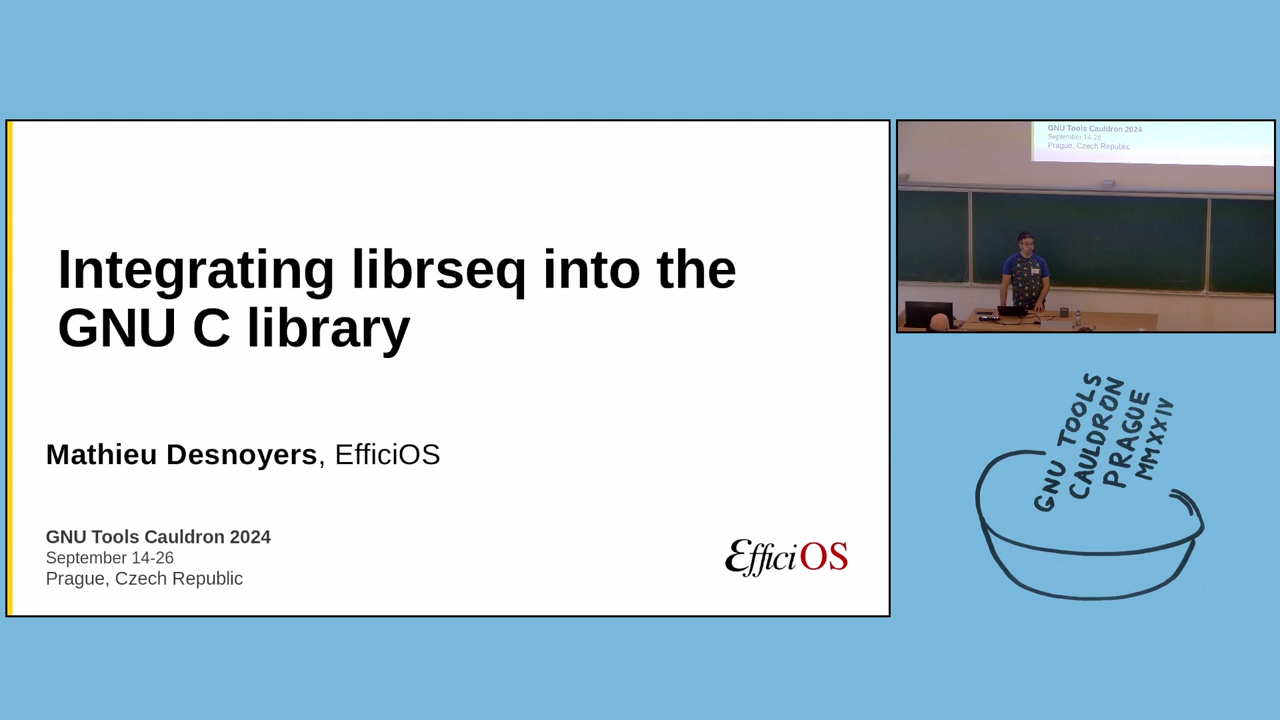 Integrating librseq into the
GNU C library
Mathieu Desnoyers, EfficiOS
GNU Tools Cauldron 2024
September 14-26
Prague, Czech Republic
EfficiOS
GNU Tools Cauldron 2024
September 14-26
Prague, Czech Republic
GNU TOOLS
CAULDRON
PRAGUE
MMXXIV